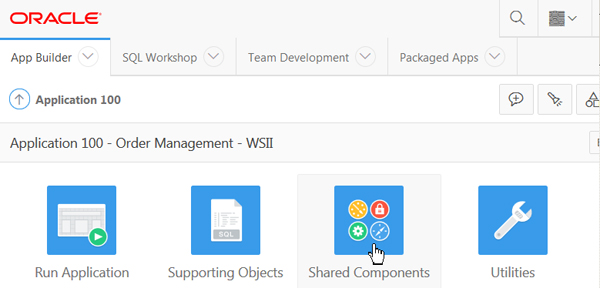 ORACLE
App Builder SQL Workshop Team Development Packaged Apps
Application 100
Application 100 - Order Management - WSII
SQL
Run Application Supporting Objects Shared Components Utilities